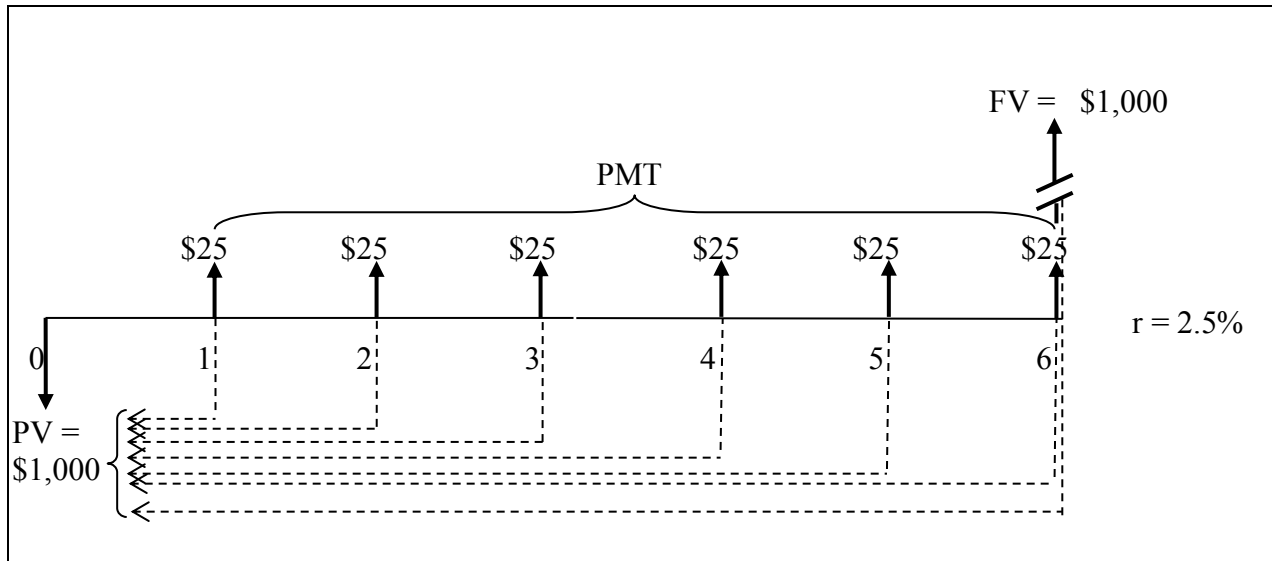 FV = $1,000
PMT
$25 $25 $25 $25 $25 $25
r = 2.5%
0 1 2 3 4 5 6
PV =
$1,000